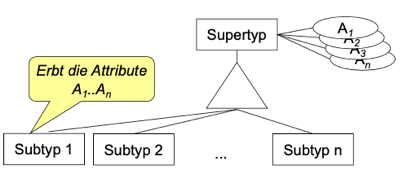 Supertyp
A1
A2
A3
An
Erbt die Attribute
A1..An
Subtyp 1
Subtyp 2
...
Subtyp n